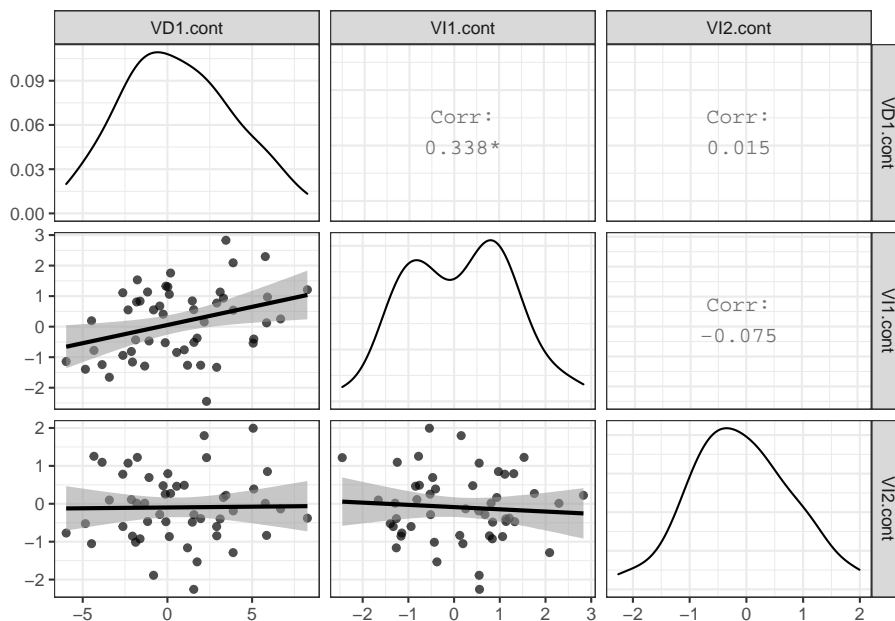 VD1.cont VI1.cont VI2.cont
0.09
0.06
0.03
0.00
Corr:
0.338*
Corr:
0.015
VD1.cont
3
2
1
0
−1
−2
Corr:
−0.075
VI1.cont
2
1
0
−1
−2
VI2.cont
−5 0 5
−2 −1 0 1 2 3
−2 −1 0 1 2